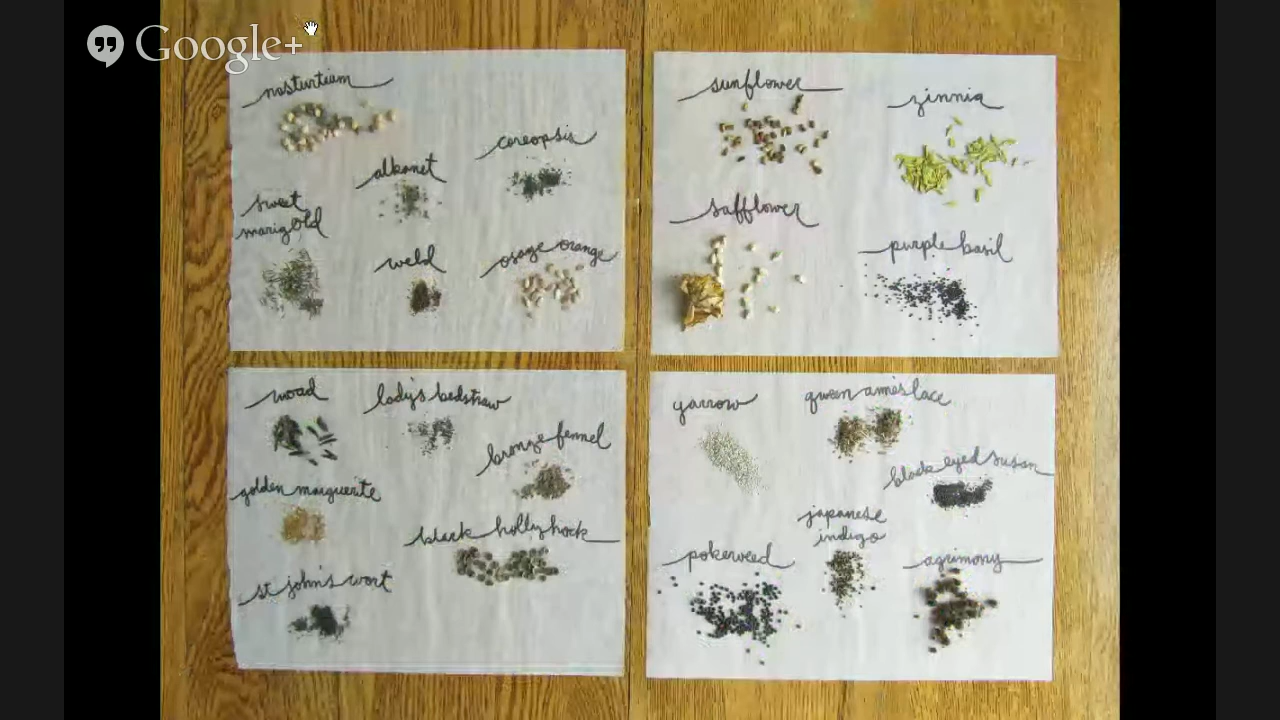 Google+
nasturtium
coreopsis
alkanet
sweet
marigold
weld
osage orange
sunflower
zinnia
safflower
purple basil
woad
lady's bedstraw
bronze fennel
golden marguerite
black hollyhock
st john's wort
yarrow
queen anne's lace
black eyed susan
japanese
indigo
pokeweed
agrimony